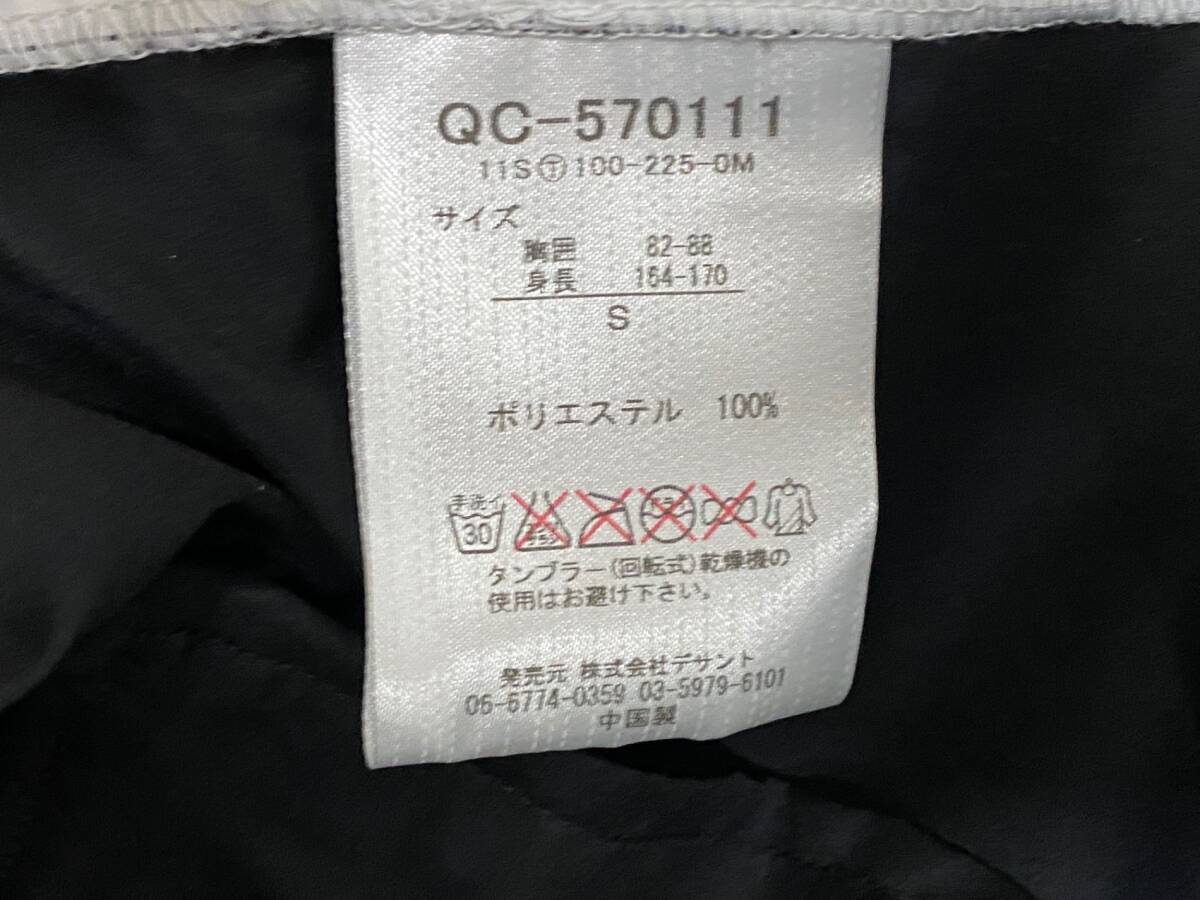 QC-570111
11SⓉ100-225-0M
サイズ
胸囲 82-88
身長 164-170
S
ポリエステル 100%
手洗イ
30
タンブラー(回転式)乾燥機の
使用はお避け下さい。
発売元 株式会社デサント
06-6774-0359 03-5979-6101
中国製